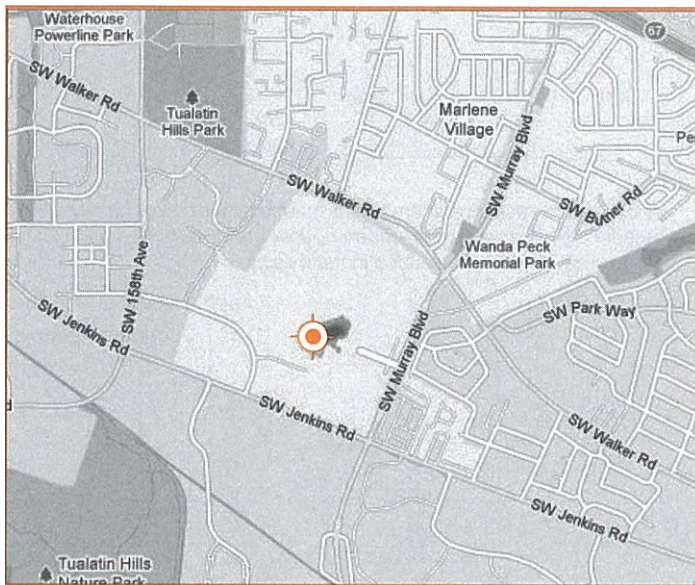 Waterhouse
Powerline Park
67
SW Walker Rd
Tualatin
Hills Park
Marlene
Village
SW Murray Blvd
SW Walker Rd
SW Butner Rd
Wanda Peck
Memorial Park
SW 158th Ave
SW Park Way
SW Jenkins Rd
SW Murray Blvd
SW Jenkins Rd
SW Walker Rd
SW Jenkins Rd
Tualatin Hills
Nature Park